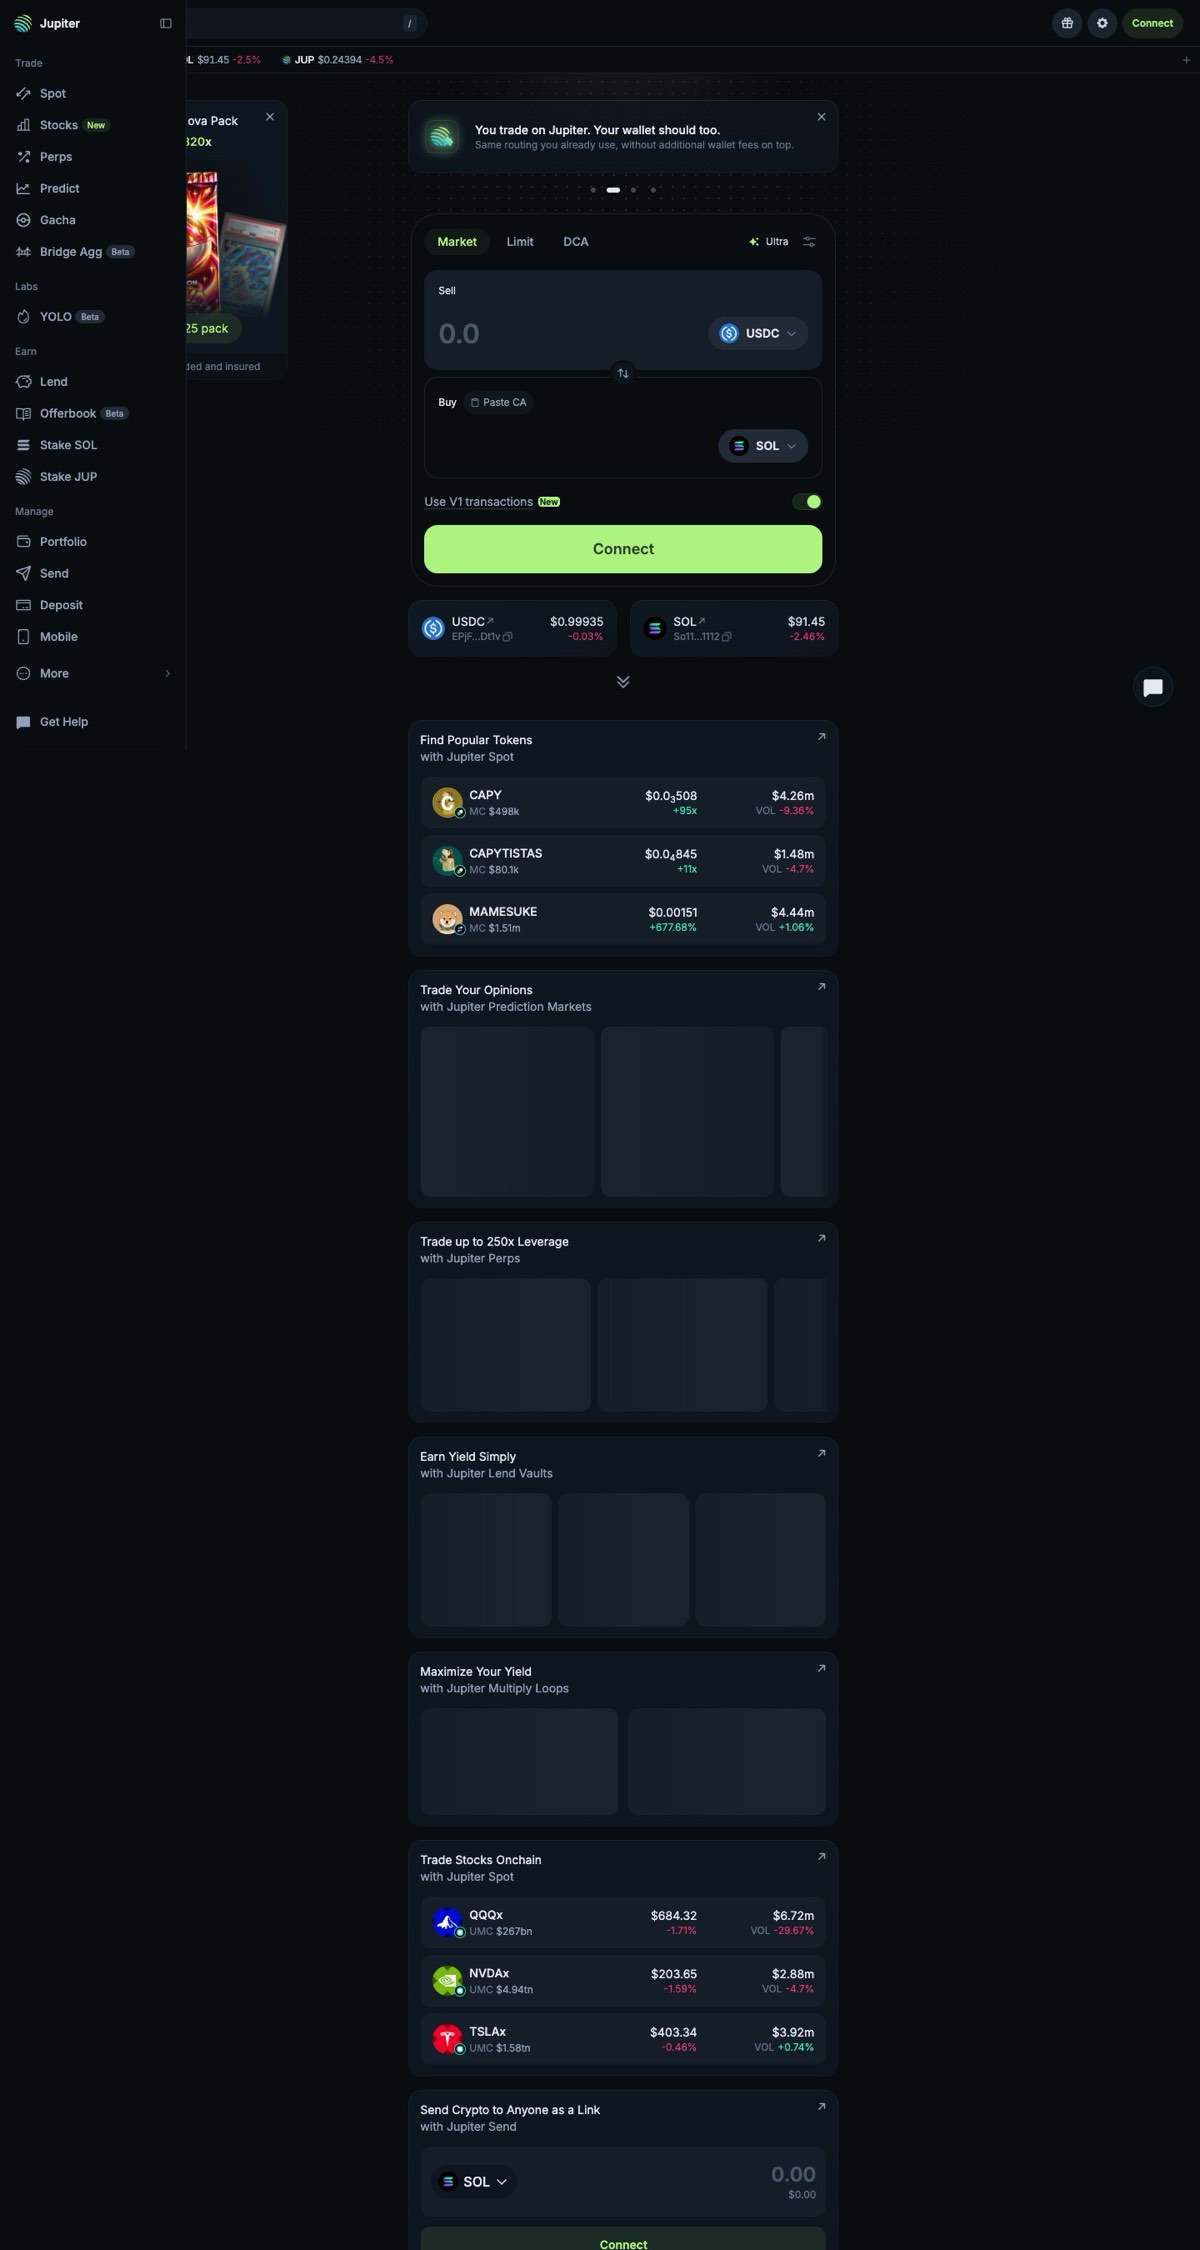 Jupiter
/
Connect
Trade
Spot
Stocks New
Perps
Predict
Gacha
Bridge Agg Beta
Labs
YOLO Beta
Earn
Lend
Offerbook Beta
Stake SOL
Stake JUP
Manage
Portfolio
Send
Deposit
Mobile
More
Get Help
$91.45 -2.5% JUP $0.24394 -4.5%
Pack
820x
25 pack
and insured
You trade on Jupiter. Your wallet should too.
Same routing you already use, without additional wallet fees on top.
Market Limit DCA Ultra
Sell
0.0 USDC
Buy Paste CA
SOL
Use V1 transactions New
Connect
USDC $0.99935
EPjF...Dt1v -0.03%
SOL $91.45
So11...1112 -2.46%
Find Popular Tokens
with Jupiter Spot
CAPY $0.0₃508 $4.26m
MC $498k +95x VOL -9.36%
CAPYTISTAS $0.0₄845 $1.48m
MC $80.1k +11x VOL -4.7%
MAMESUKE $0.00151 $4.44m
MC $1.51m +677.68% VOL +1.06%
Trade Your Opinions
with Jupiter Prediction Markets
Trade up to 250x Leverage
with Jupiter Perps
Earn Yield Simply
with Jupiter Lend Vaults
Maximize Your Yield
with Jupiter Multiply Loops
Trade Stocks Onchain
with Jupiter Spot
QQQx $684.32 $6.72m
UMC $267bn -1.71% VOL -29.67%
NVDAx $203.65 $2.88m
UMC $4.94tn -1.59% VOL -4.7%
TSLAx $403.34 $3.92m
UMC $1.58tn -0.46% VOL +0.74%
Send Crypto to Anyone as a Link
with Jupiter Send
SOL 0.00
$0.00
Connect